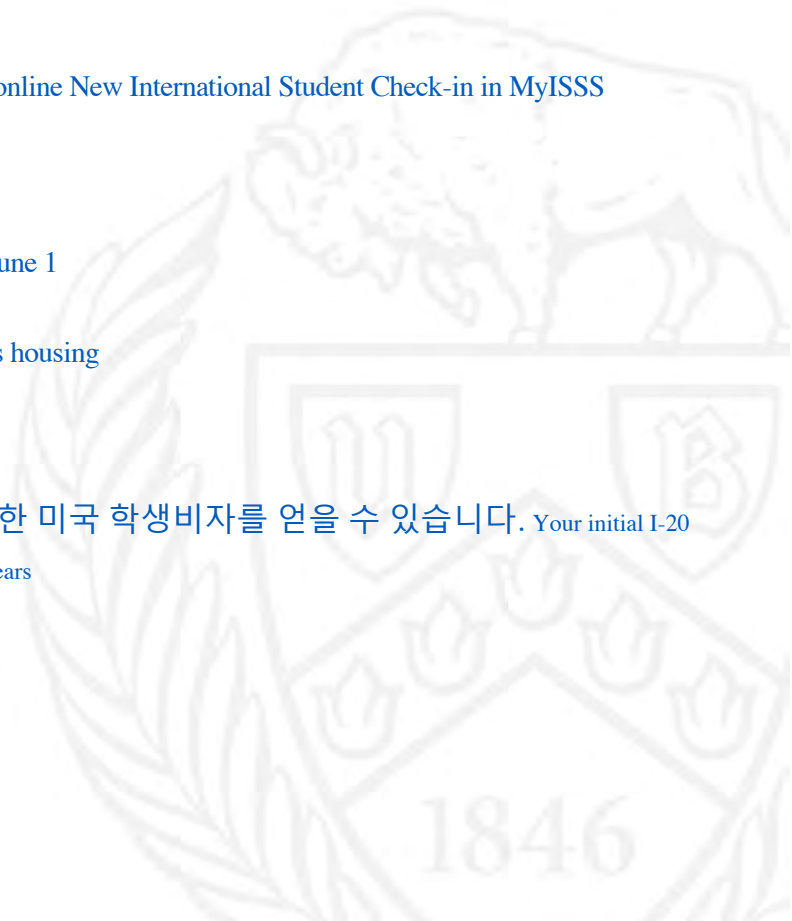 online New International Student Check-in in MyISSS
une 1
s housing
한 미국 학생비자를 얻을 수 있습니다. Your initial I-20
ears
UB
1846